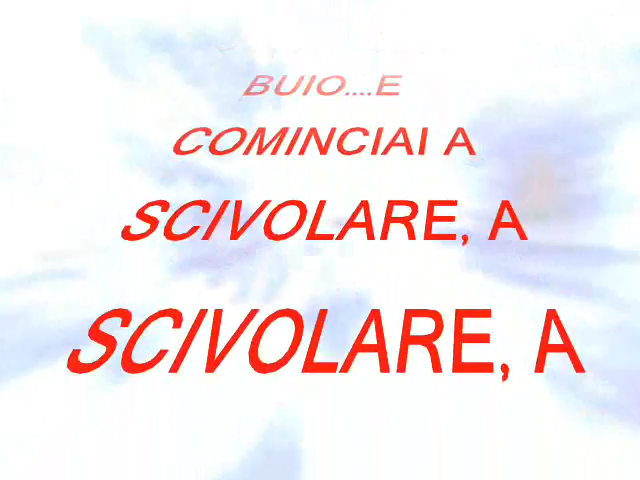 BUIO....E
COMINCIAI A
SCIVOLARE, A
SCIVOLARE, A